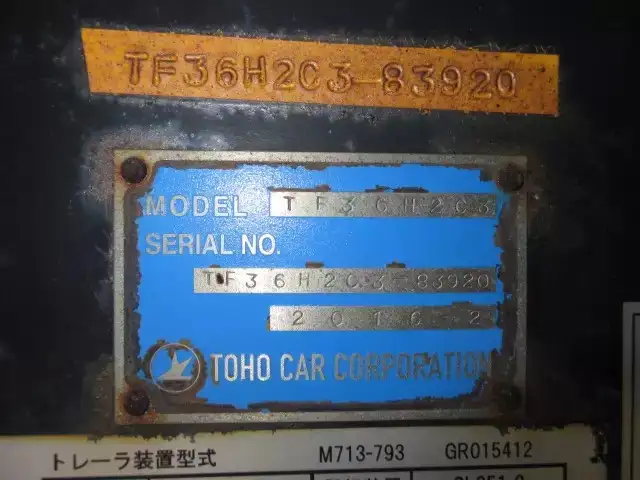 TF36H2C3-83920
MODEL TF36H2C3
SERIAL NO.
TF36H2C3-83920
2016-2
TOHO CAR CORPORATION
トレーラ装置型式 M713-793 GR015412